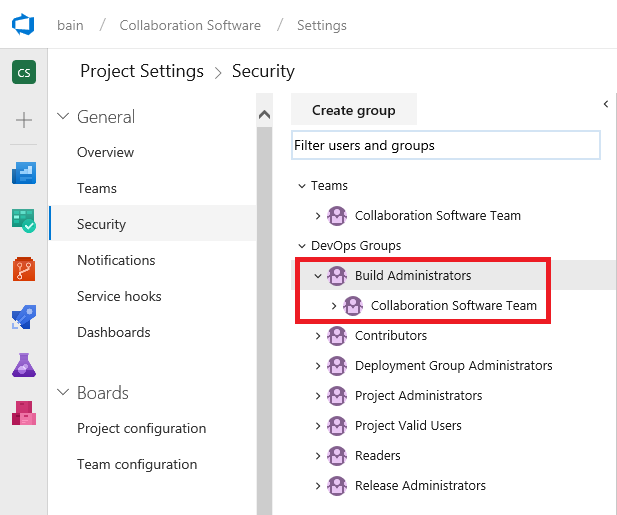 bain / Collaboration Software / Settings
CS
Project Settings > Security
General
Overview
Teams
Security
Notifications
Service hooks
Dashboards
Boards
Project configuration
Team configuration
Create group
Filter users and groups
Teams
Collaboration Software Team
DevOps Groups
Build Administrators
Collaboration Software Team
Contributors
Deployment Group Administrators
Project Administrators
Project Valid Users
Readers
Release Administrators